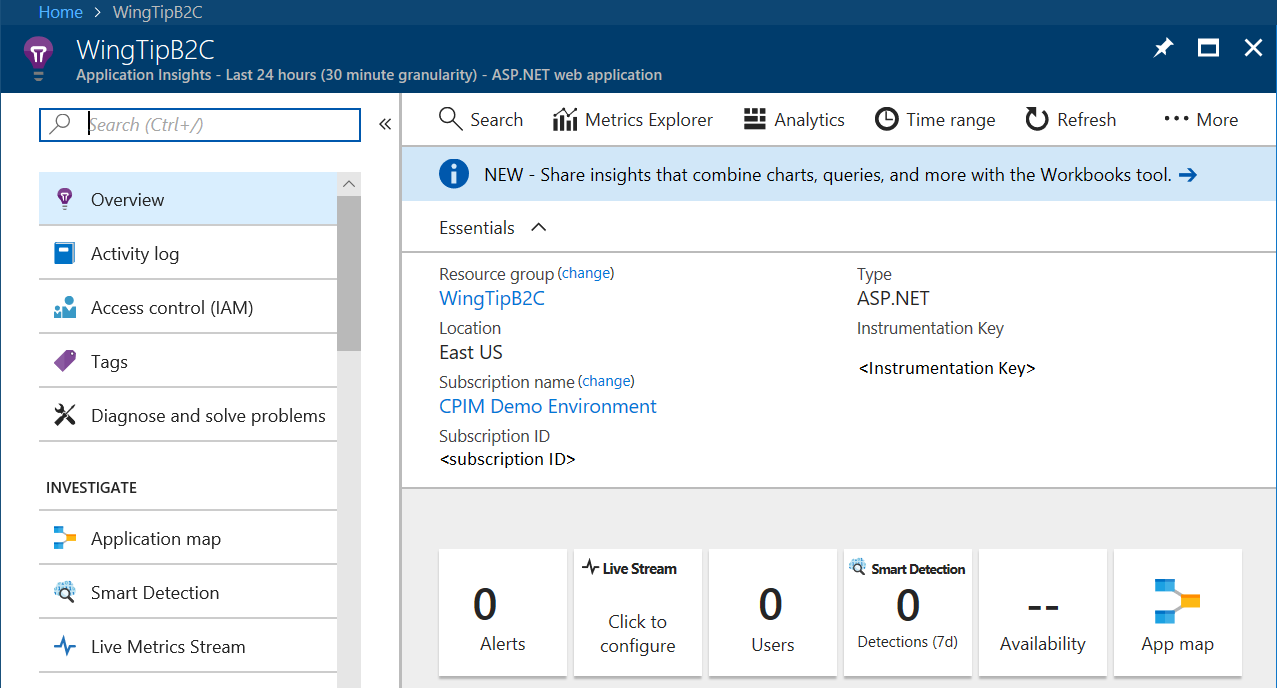 Home > WingTipB2C
WingTipB2C
Application Insights - Last 24 hours (30 minute granularity) - ASP.NET web application
Search (Ctrl+/)
Overview
Activity log
Access control (IAM)
Tags
Diagnose and solve problems
INVESTIGATE
Application map
Smart Detection
Live Metrics Stream
Search
Metrics Explorer
Analytics
Time range
Refresh
More
NEW - Share insights that combine charts, queries, and more with the Workbooks tool.
Essentials
Resource group (change)
WingTipB2C
Location
East US
Subscription name (change)
CPIM Demo Environment
Subscription ID
<subscription ID>
Type
ASP.NET
Instrumentation Key
<Instrumentation Key>
0
Alerts
Live Stream
Click to
configure
0
Users
Smart Detection
0
Detections (7d)
--
Availability
App map